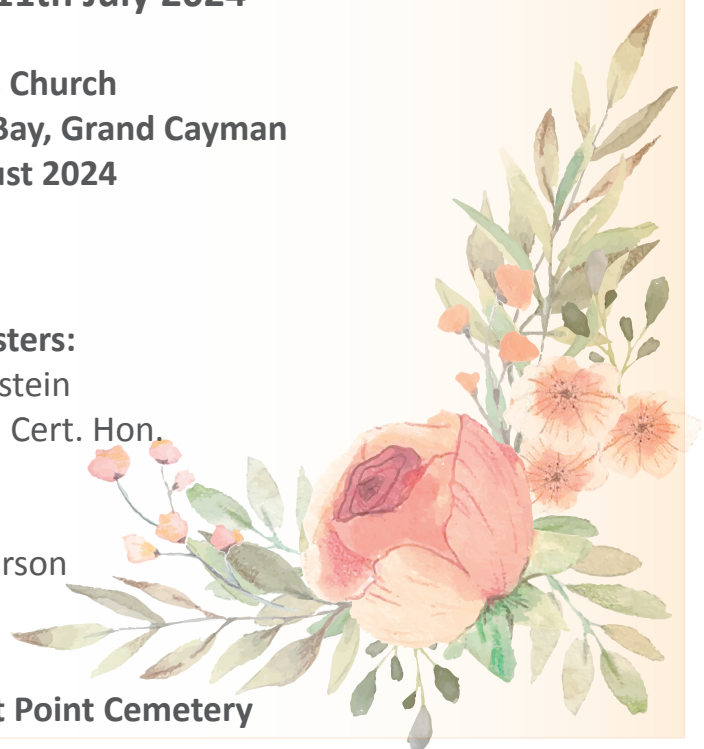 11th July 2024
Church
Bay, Grand Cayman
ust 2024
sters:
stein
Cert. Hon.
rson
t Point Cemetery